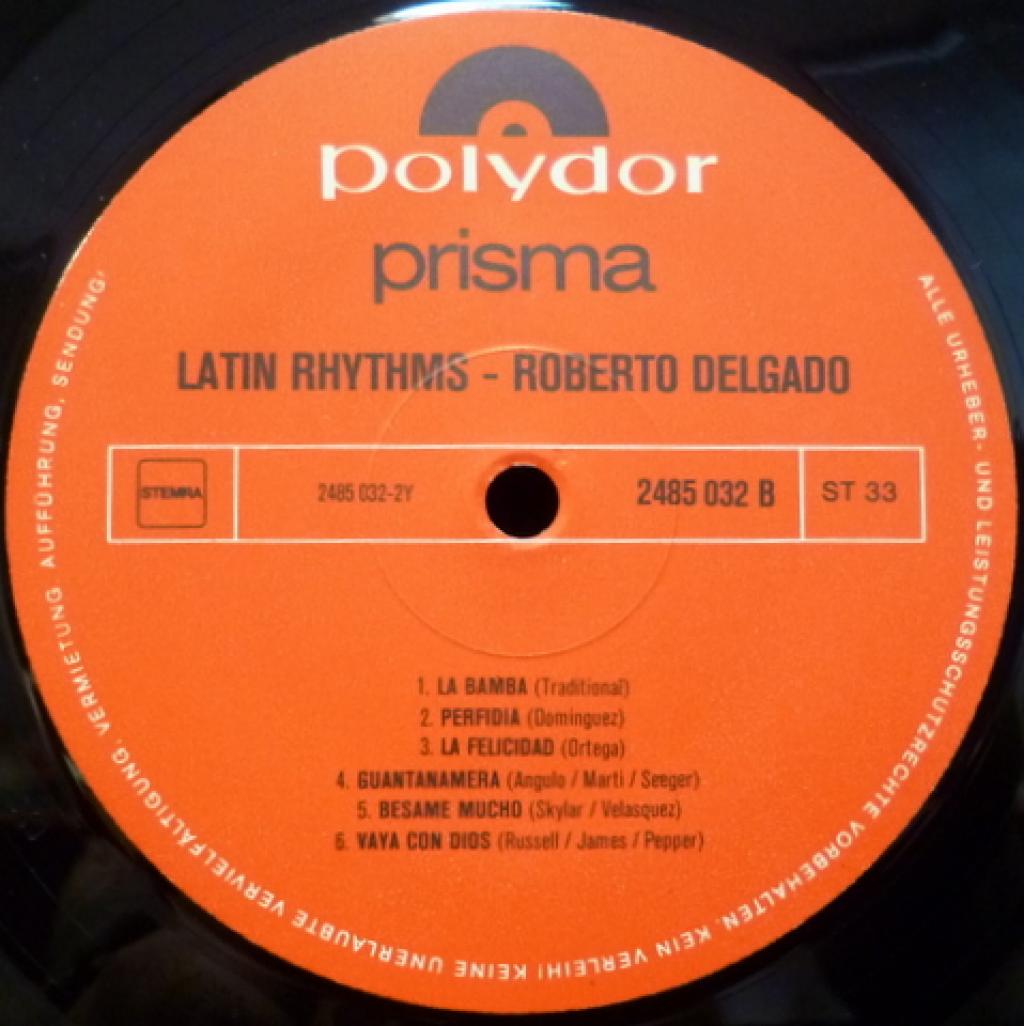 polydor
prisma
LATIN RHYTHMS - ROBERTO DELGADO
STEMRA
2485 032-2Y
2485 032 B
ST 33
1. LA BAMBA (Traditional)
2. PERFIDIA (Dominguez)
3. LA FELICIDAD (Ortega)
4. GUANTANAMERA (Angulo / Marti / Seeger)
5. BESAME MUCHO (Skylar / Velasquez)
6. VAYA CON DIOS (Russell / James / Pepper)
ALLE URHEBER- UND LEISTUNGSSCHUTZRECHTE VORBEHALTEN. KEIN VERLEIH! KEINE UNERLAUBTE VERVIELFÄLTIGUNG, VERMIETUNG, AUFFÜHRUNG, SENDUNG!